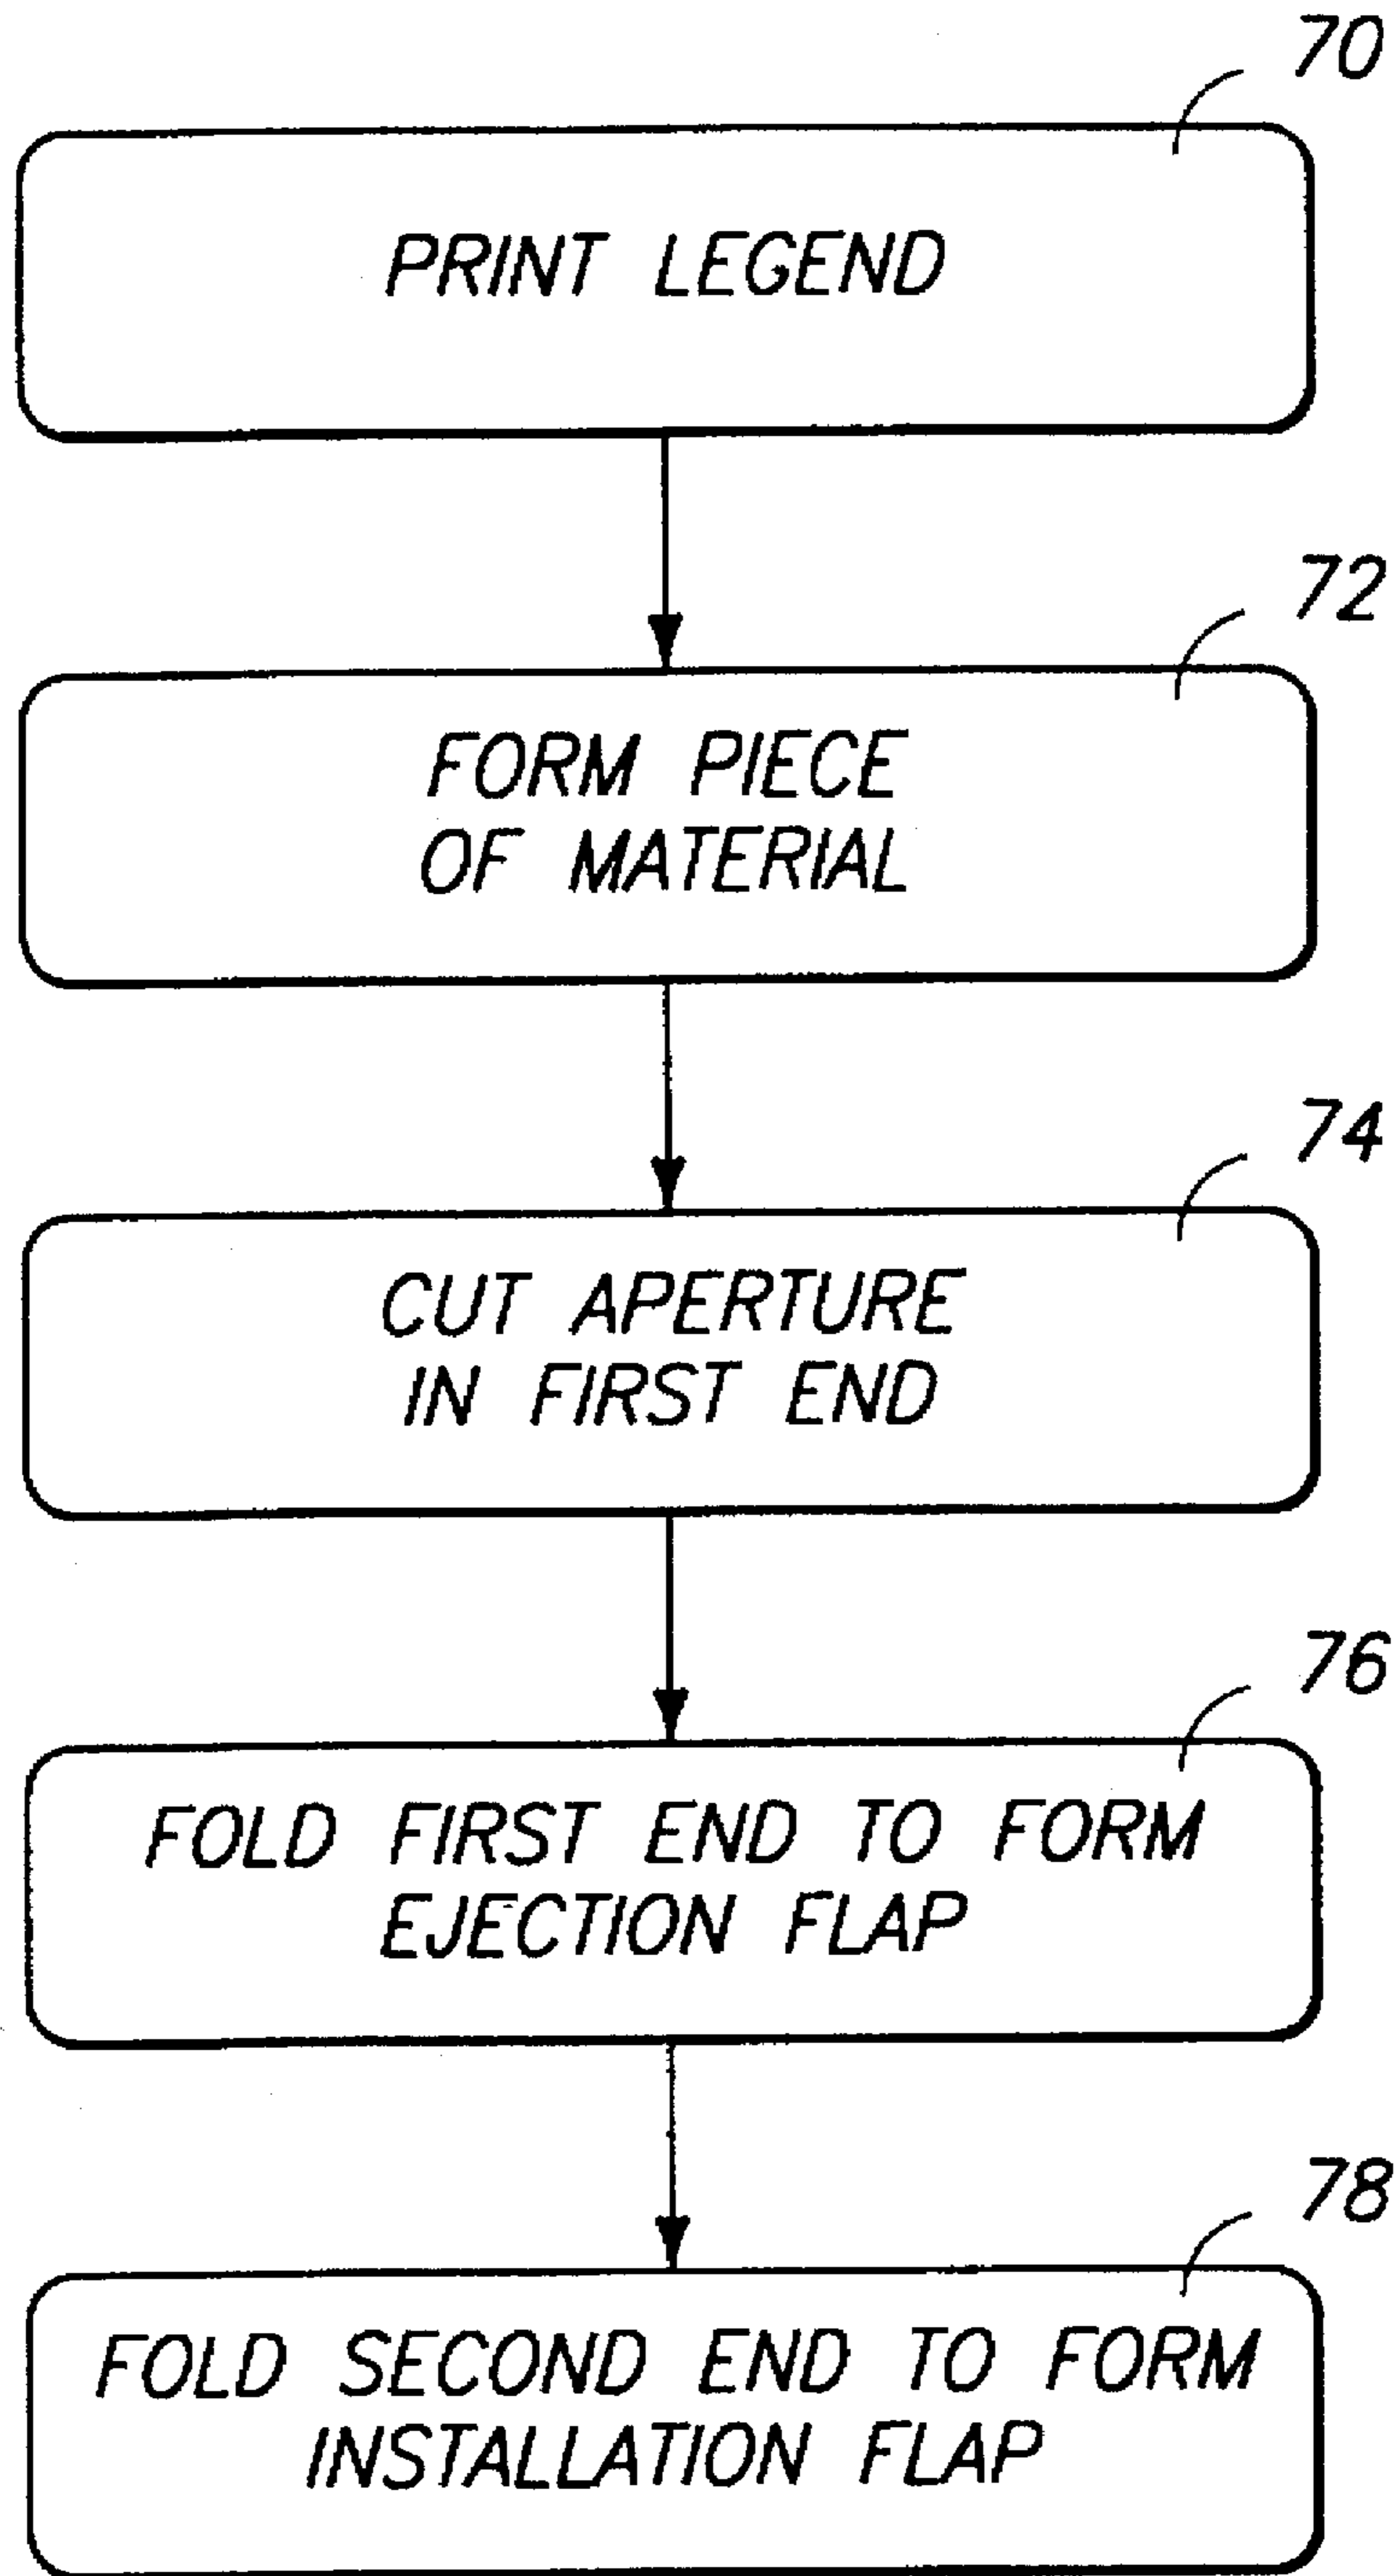 70
PRINT LEGEND
72
FORM PIECE
OF MATERIAL
74
CUT APERTURE
IN FIRST END
76
FOLD FIRST END TO FORM
EJECTION FLAP
78
FOLD SECOND END TO FORM
INSTALLATION FLAP